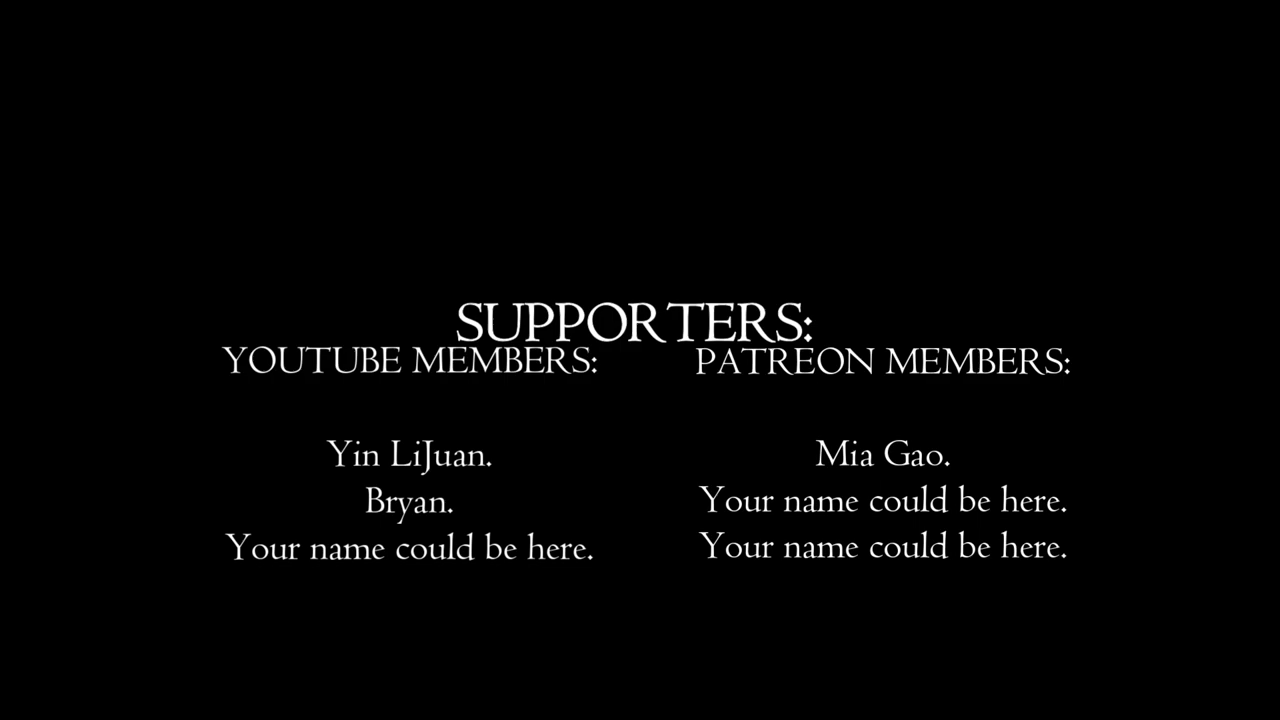 SUPPORTERS:
YOUTUBE MEMBERS:
Yin LiJuan.
Bryan.
Your name could be here.
PATREON MEMBERS:
Mia Gao.
Your name could be here.
Your name could be here.